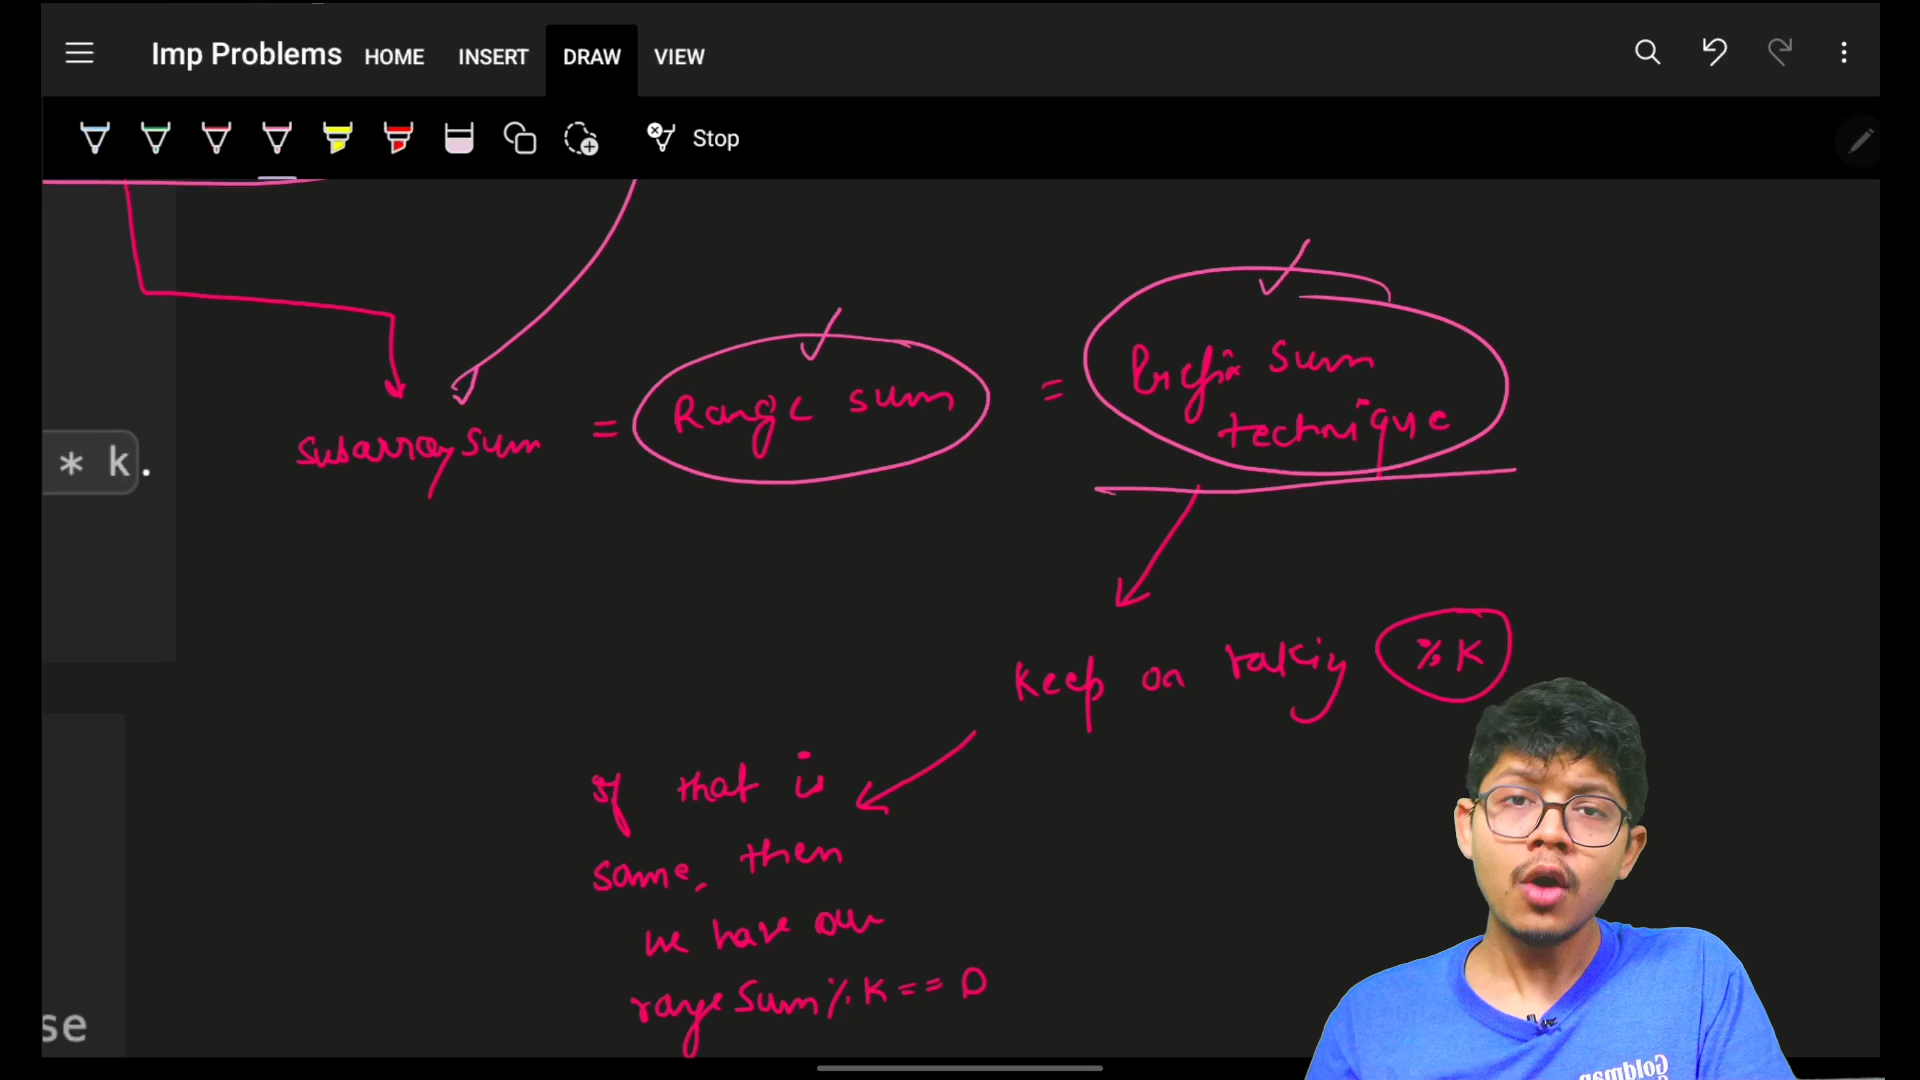 Imp Problems HOME INSERT DRAW VIEW
Stop
* k.
subarray sum = Range sum = Prefix sum
technique
Keep on taking %K
If that is
same, then
we have our
rangeSum%K==0
se
Goldman